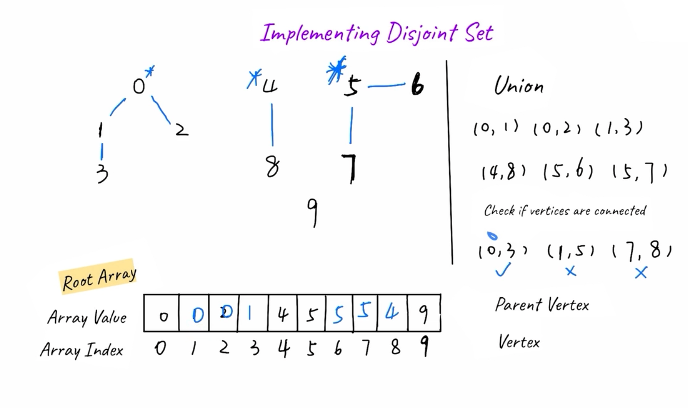 Implementing Disjoint Set
0*
*4
*5
6
1
2
3
8
7
9
Union
(0, 1) (0, 2) (1, 3)
(4, 8) (5, 6) (5, 7)
Check if vertices are connected
(0, 3) (1, 5) (7, 8)
✓ x x
Root Array
Array Value 0 0 0 1 4 5 5 5 4 9
Parent Vertex
Array Index 0 1 2 3 4 5 6 7 8 9
Vertex